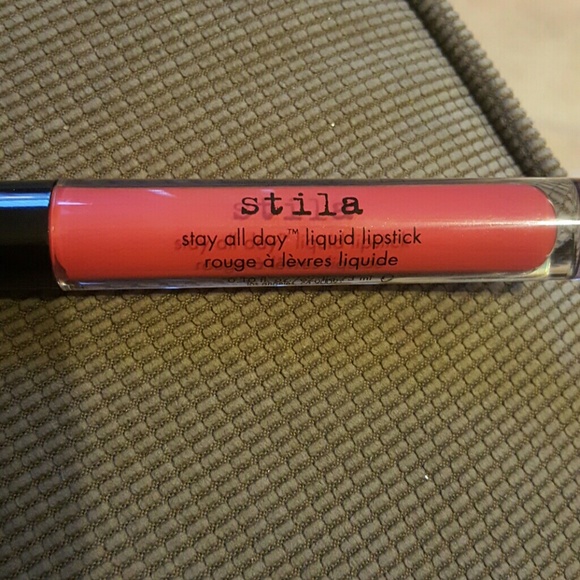 stila
stay all day™ liquid lipstick
rouge à lèvres liquide